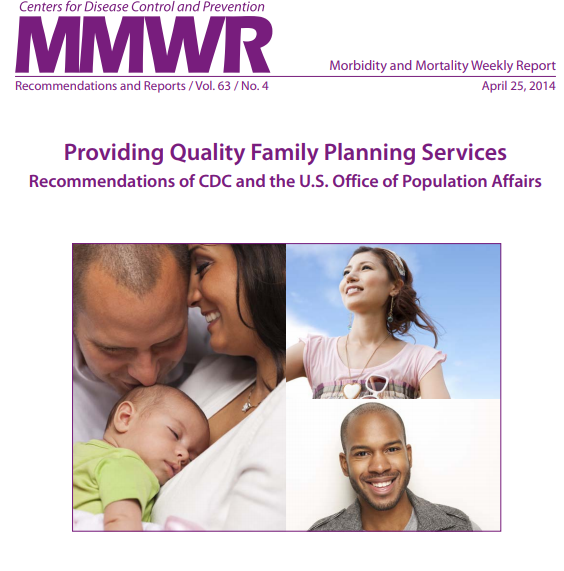 Centers for Disease Control and Prevention
MMWR
Morbidity and Mortality Weekly Report
Recommendations and Reports / Vol. 63 / No. 4
April 25, 2014
Providing Quality Family Planning Services
Recommendations of CDC and the U.S. Office of Population Affairs